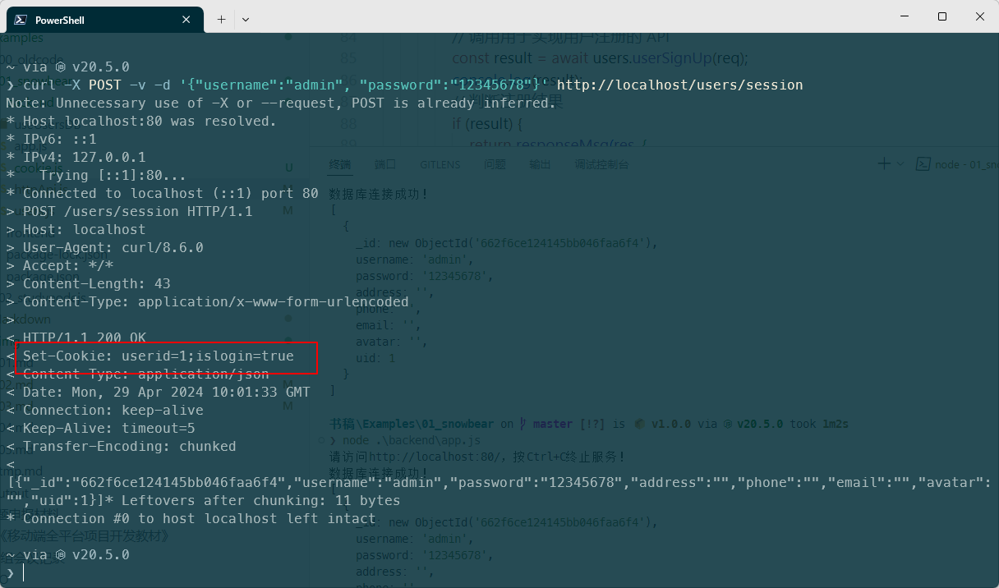 PowerShell
~ via v20.5.0
❯ curl -X POST -v -d '{"username":"admin", "password":"12345678"}' http://localhost/users/session
Note: Unnecessary use of -X or --request, POST is already inferred.
* Host localhost:80 was resolved.
* IPv6: ::1
* IPv4: 127.0.0.1
*   Trying [::1]:80...
* Connected to localhost (::1) port 80
> POST /users/session HTTP/1.1
> Host: localhost
> User-Agent: curl/8.6.0
> Accept: */*
> Content-Length: 43
> Content-Type: application/x-www-form-urlencoded
>
< HTTP/1.1 200 OK
< Set-Cookie: userid=1;islogin=true
< Content-Type: application/json
< Date: Mon, 29 Apr 2024 10:01:33 GMT
< Connection: keep-alive
< Keep-Alive: timeout=5
< Transfer-Encoding: chunked
<
[{"_id":"662f6ce124145bb046faa6f4","username":"admin","password":"12345678","address":"","phone":"","email":"","avatar":
"","uid":1}]* Leftovers after chunking: 11 bytes
* Connection #0 to host localhost left intact
~ via v20.5.0
❯
84 // 调用用于实现用户注册的 API
85 const result = await users.userSignUp(req);
86 console.log(result);
// 判断注册结果
88 if (result) {
89 return responseMsg(res, {
终端 端口 GITLENS 问题 输出 调试控制台
node - 01_sno
数据库连接成功！
[
{
_id: new ObjectId('662f6ce124145bb046faa6f4'),
username: 'admin',
password: '12345678',
address: '',
phone: '',
email: '',
avatar: '',
uid: 1
}
]
书稿\Examples\01_snowbear on master [!?] is v1.0.0 via v20.5.0 took 1m2s
❯ node .\backend\app.js
请访问http://localhost:80/，按Ctrl+C终止服务！
数据库连接成功！
[
{
_id: new ObjectId('662f6ce124145bb046faa6f4'),
username: 'admin',
password: '12345678',
address: '',
phone: ''
《移动端全平台项目开发教材》